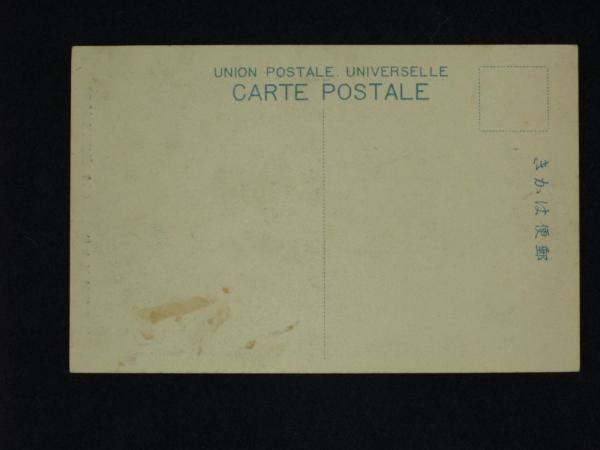 UNION POSTALE UNIVERSELLE
CARTE POSTALE
きかは便郵